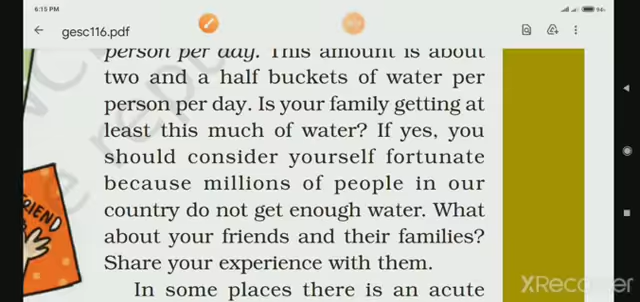 6:15 PM
gesc116.pdf
person per day. This amount is about
two and a half buckets of water per
person per day. Is your family getting at
least this much of water? If yes, you
should consider yourself fortunate
because millions of people in our
country do not get enough water. What
about your friends and their families?
Share your experience with them.
In some places there is an acute
FRIEND
XRecorder